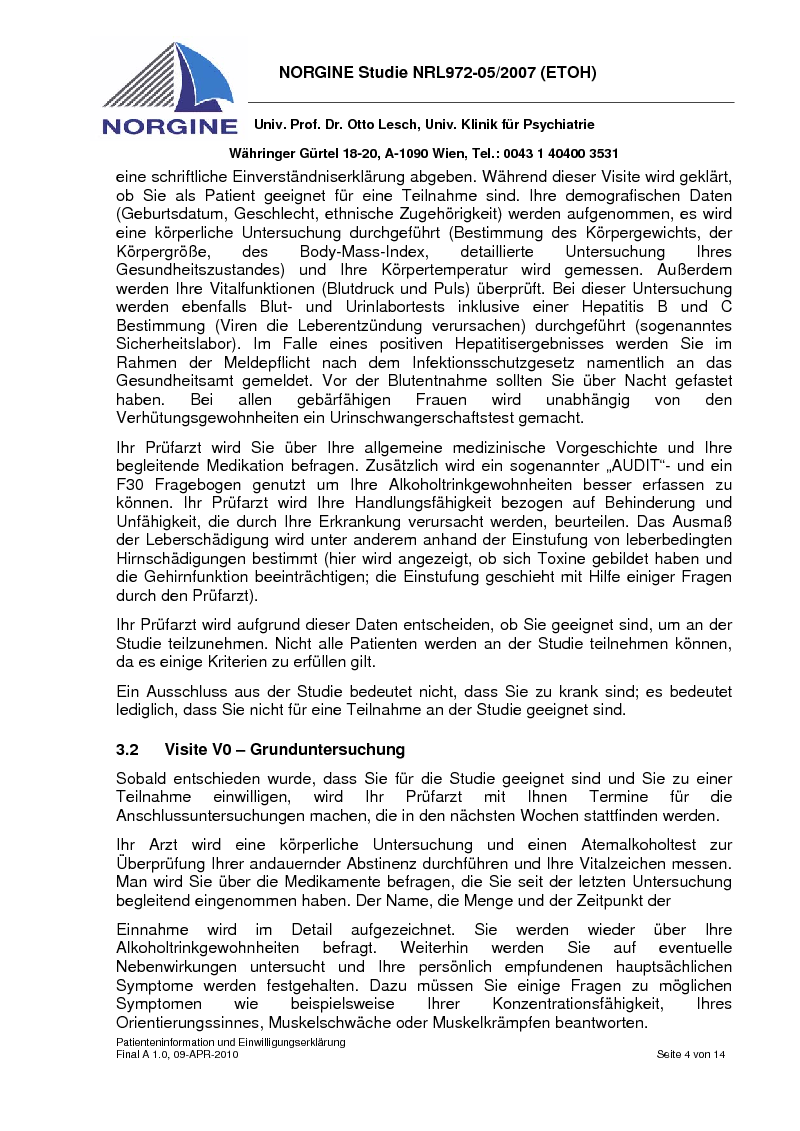 NORGINE Studie NRL972-05/2007 (ETOH)
NORGINE
Univ. Prof. Dr. Otto Lesch, Univ. Klinik für Psychiatrie
Währinger Gürtel 18-20, A-1090 Wien, Tel.: 0043 1 40400 3531
eine schriftliche Einverständniserklärung abgeben. Während dieser Visite wird geklärt,
ob Sie als Patient geeignet für eine Teilnahme sind. Ihre demografischen Daten
(Geburtsdatum, Geschlecht, ethnische Zugehörigkeit) werden aufgenommen, es wird
eine körperliche Untersuchung durchgeführt (Bestimmung des Körpergewichts, der
Körpergröße, des Body-Mass-Index, detaillierte Untersuchung Ihres
Gesundheitszustandes) und Ihre Körpertemperatur wird gemessen. Außerdem
werden Ihre Vitalfunktionen (Blutdruck und Puls) überprüft. Bei dieser Untersuchung
werden ebenfalls Blut- und Urinlabortests inklusive einer Hepatitis B und C
Bestimmung (Viren die Leberentzündung verursachen) durchgeführt (sogenanntes
Sicherheitslabor). Im Falle eines positiven Hepatitisergebnisses werden Sie im
Rahmen der Meldepflicht nach dem Infektionsschutzgesetz namentlich an das
Gesundheitsamt gemeldet. Vor der Blutentnahme sollten Sie über Nacht gefastet
haben. Bei allen gebärfähigen Frauen wird unabhängig von den
Verhütungsgewohnheiten ein Urinschwangerschaftstest gemacht.
Ihr Prüfarzt wird Sie über Ihre allgemeine medizinische Vorgeschichte und Ihre
begleitende Medikation befragen. Zusätzlich wird ein sogenannter „AUDIT“- und ein
F30 Fragebogen genutzt um Ihre Alkoholtrinkgewohnheiten besser erfassen zu
können. Ihr Prüfarzt wird Ihre Handlungsfähigkeit bezogen auf Behinderung und
Unfähigkeit, die durch Ihre Erkrankung verursacht werden, beurteilen. Das Ausmaß
der Leberschädigung wird unter anderem anhand der Einstufung von leberbedingten
Hirnschädigungen bestimmt (hier wird angezeigt, ob sich Toxine gebildet haben und
die Gehirnfunktion beeinträchtigen; die Einstufung geschieht mit Hilfe einiger Fragen
durch den Prüfarzt).
Ihr Prüfarzt wird aufgrund dieser Daten entscheiden, ob Sie geeignet sind, um an der
Studie teilzunehmen. Nicht alle Patienten werden an der Studie teilnehmen können,
da es einige Kriterien zu erfüllen gilt.
Ein Ausschluss aus der Studie bedeutet nicht, dass Sie zu krank sind; es bedeutet
lediglich, dass Sie nicht für eine Teilnahme an der Studie geeignet sind.
3.2 Visite V0 – Grunduntersuchung
Sobald entschieden wurde, dass Sie für die Studie geeignet sind und Sie zu einer
Teilnahme einwilligen, wird Ihr Prüfarzt mit Ihnen Termine für die
Anschlussuntersuchungen machen, die in den nächsten Wochen stattfinden werden.
Ihr Arzt wird eine körperliche Untersuchung und einen Atemalkoholtest zur
Überprüfung Ihrer andauernder Abstinenz durchführen und Ihre Vitalzeichen messen.
Man wird Sie über die Medikamente befragen, die Sie seit der letzten Untersuchung
begleitend eingenommen haben. Der Name, die Menge und der Zeitpunkt der
Einnahme wird im Detail aufgezeichnet. Sie werden wieder über Ihre
Alkoholtrinkgewohnheiten befragt. Weiterhin werden Sie auf eventuelle
Nebenwirkungen untersucht und Ihre persönlich empfundenen hauptsächlichen
Symptome werden festgehalten. Dazu müssen Sie einige Fragen zu möglichen
Symptomen wie beispielsweise Ihrer Konzentrationsfähigkeit, Ihres
Orientierungssinnes, Muskelschwäche oder Muskelkrämpfen beantworten.
Patienteninformation und Einwilligungserklärung
Final A 1.0, 09-APR-2010 Seite 4 von 14